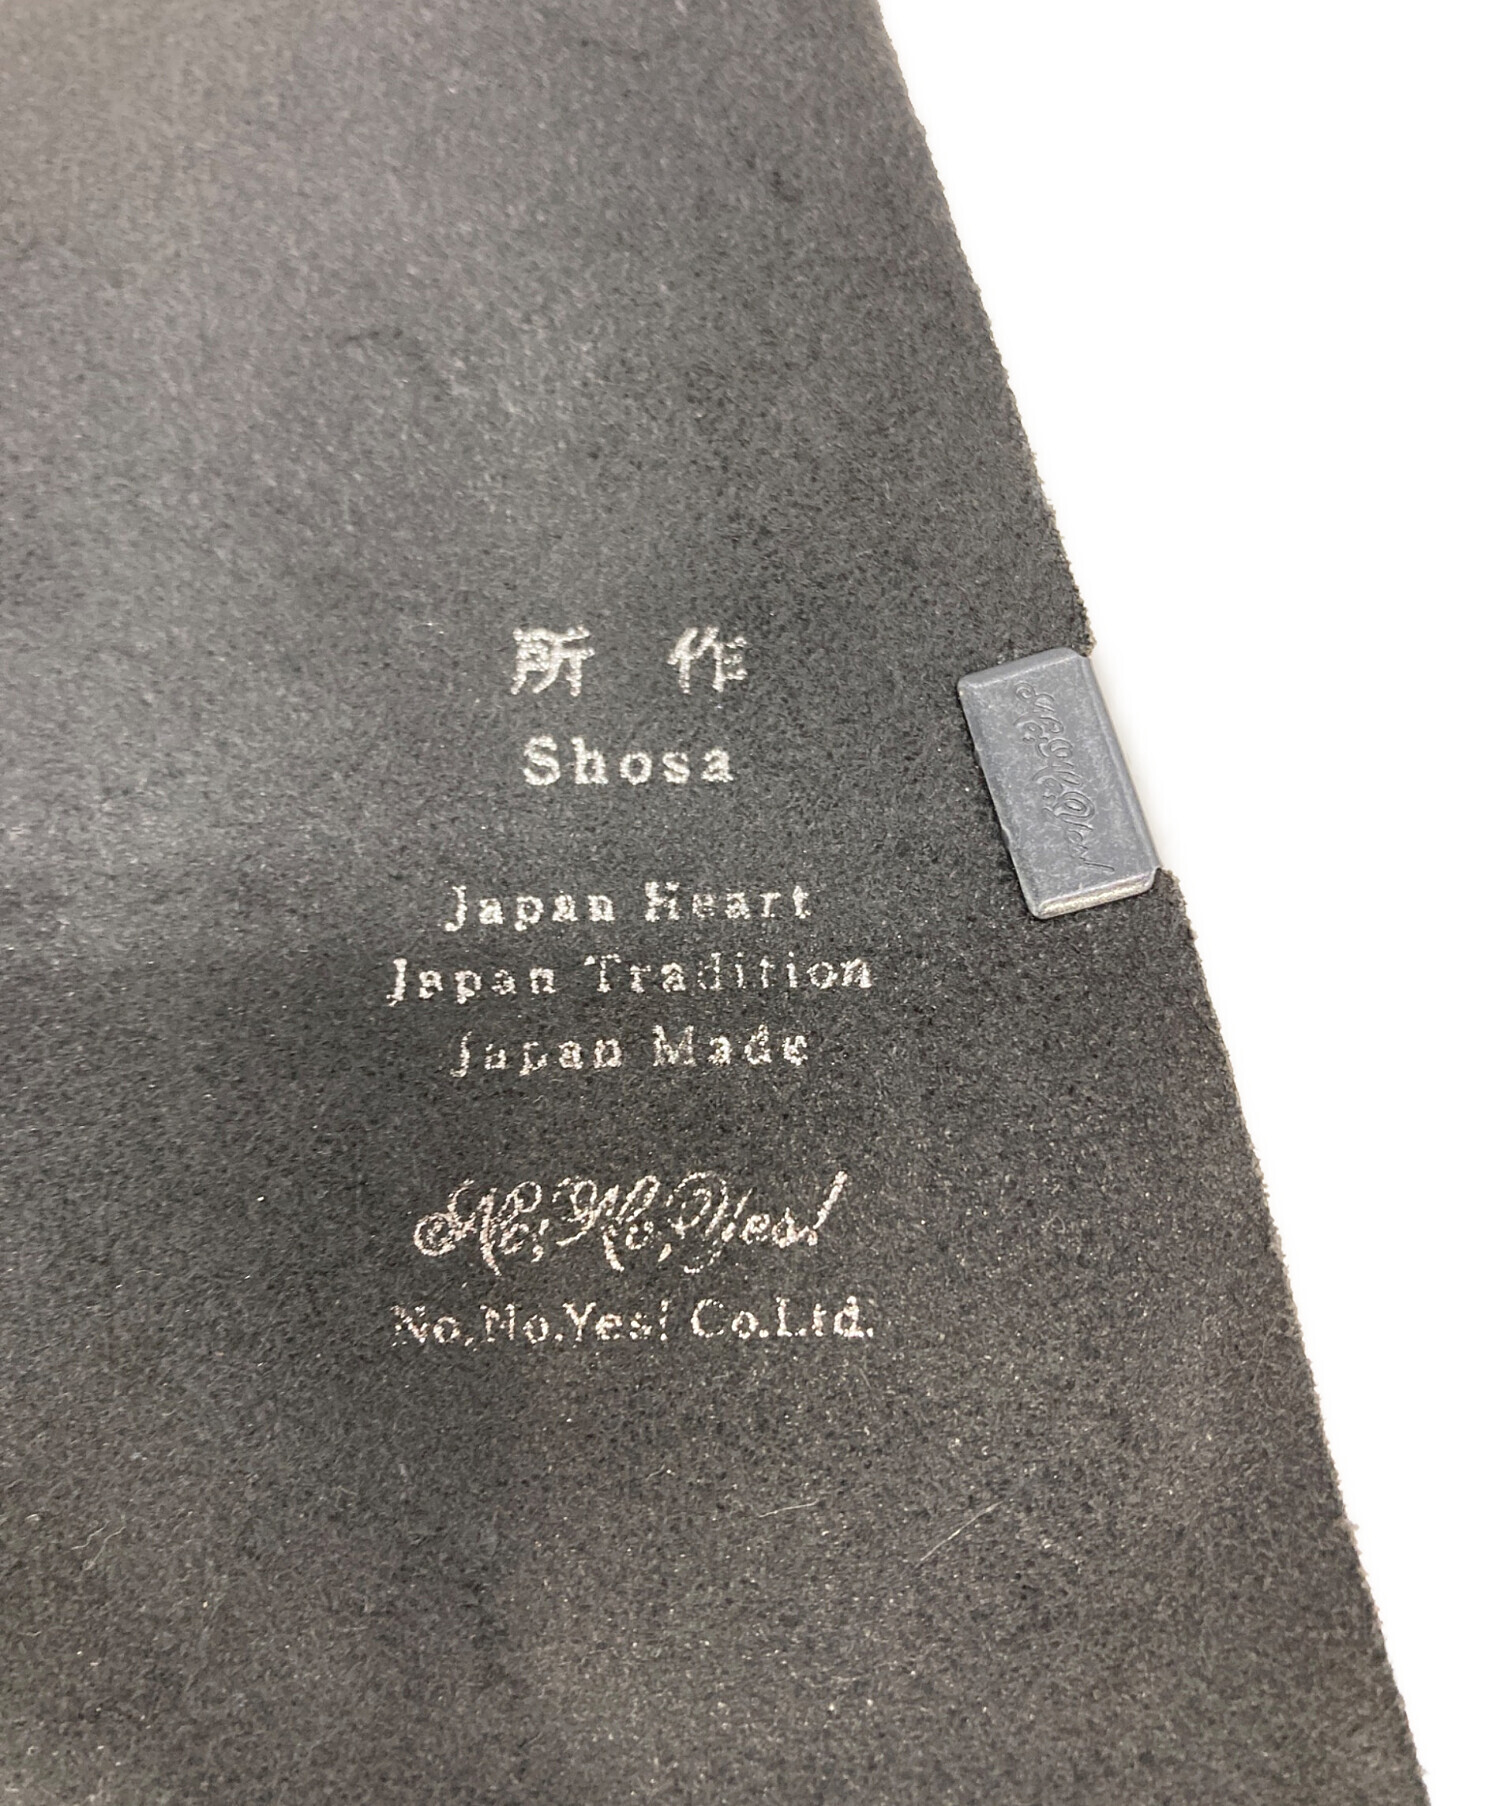 所作
Shosa
Japan Heart
Japan Tradition
Japan Made
No, No, Yes!
No,No.Yes! Co.Ltd.